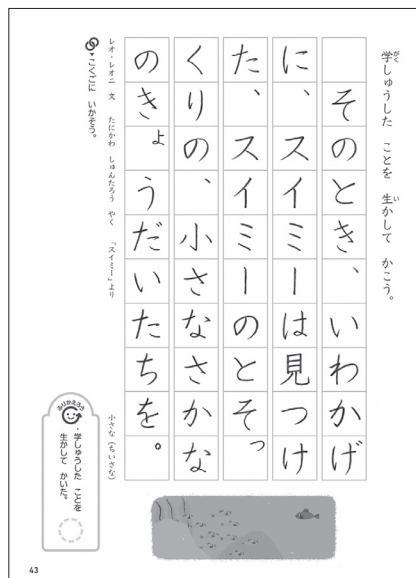 学しゅうした ことを 生かして かこう。
がく
い
そのとき、いわかげ
に、スイミーは見つけ
た、スイミーのとそっ
くりの、小さなさかな
のきょうだいたちを。
レオ・レオニ 文 たにかわ しゅんたろう やく 「スイミー」より
小さな(ちいさな)
こくごに いかそう。
ふりかえろう
・学しゅうした ことを
生かして かいた。
43